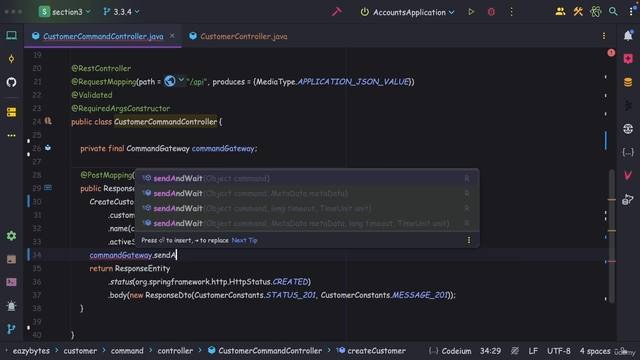 section3
3.3.4
AccountsApplication
CustomerCommandController.java
CustomerController.java
19
20 @RestController
21 @RequestMapping(path = "/api", produces = {MediaType.APPLICATION_JSON_VALUE})
22 @Validated
23 @RequiredArgsConstructor
24 public class CustomerCommandController {
25
26 private final CommandGateway commandGateway;
27
28 @PostMapping(
29 public Respons
30 CreateCustom
31 .custom
32 .name(c
33 .activeS
sendAndWait(Object command) R
sendAndWait(Object command, MetaData metaData) R
sendAndWait(Object command, long timeout, TimeUnit unit) R
sendAndWait(Object command, MetaData metaData, long timeout, TimeUnit unit) R
Press to insert, to replace Next Tip
34 commandGateway.sendA
35 return ResponseEntity
36 .status(org.springframework.http.HttpStatus.CREATED)
37 .body(new ResponseDto(CustomerConstants.STATUS_201, CustomerConstants.MESSAGE_201));
38 }
39
40 }
eazybytes > customer > command > controller > CustomerCommandController > createCustomer
{...} Codeium 34:29 LF UTF-8 4 spaces
Udemy